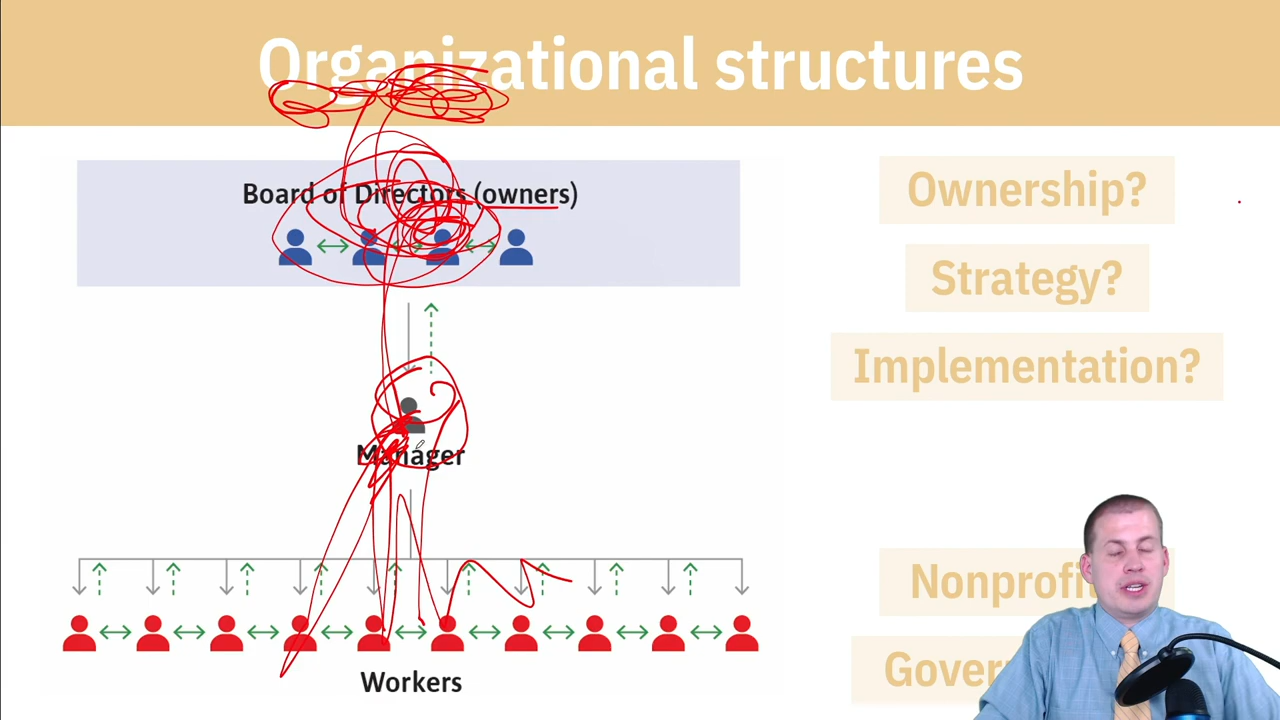 Organizational structures
Board of Directors (owners)
Manager
Workers
Ownership?
Strategy?
Implementation?